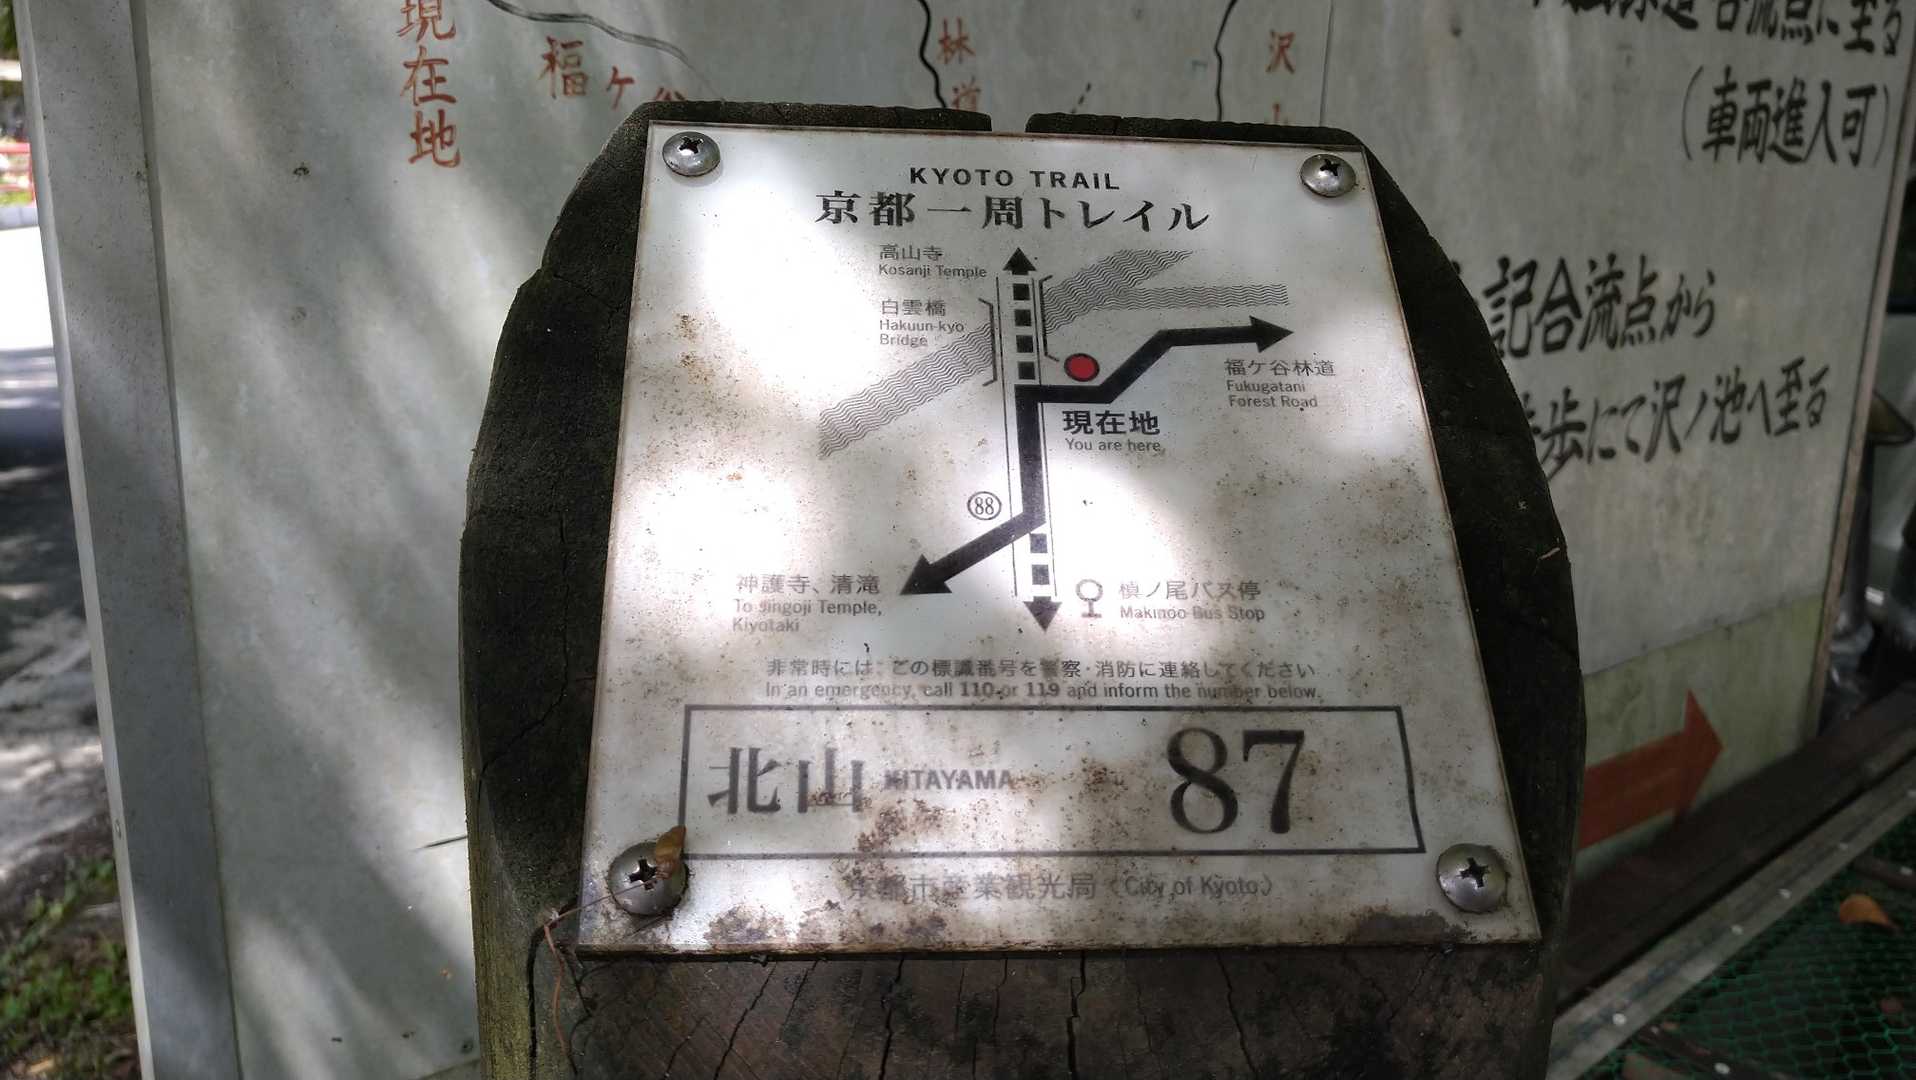 現在地
福ケ谷
林道
沢山
合流点に至る
(車両進入可)
記合流点から
歩にて沢ノ池へ至る
KYOTO TRAIL
京都一周トレイル
高山寺
Kosanji Temple
白雲橋
Hakuun-kyo
Bridge
福ケ谷林道
Fukugatani
Forest Road
現在地
You are here
88
神護寺、清滝
To Jingoji Temple,
Kiyotaki
槙ノ尾バス停
Makinoo Bus Stop
非常時には、この標識番号を警察・消防に連絡してください
In an emergency, call 110 or 119 and inform the number below.
北山 KITAYAMA 87
京都市産業観光局（City of Kyoto）